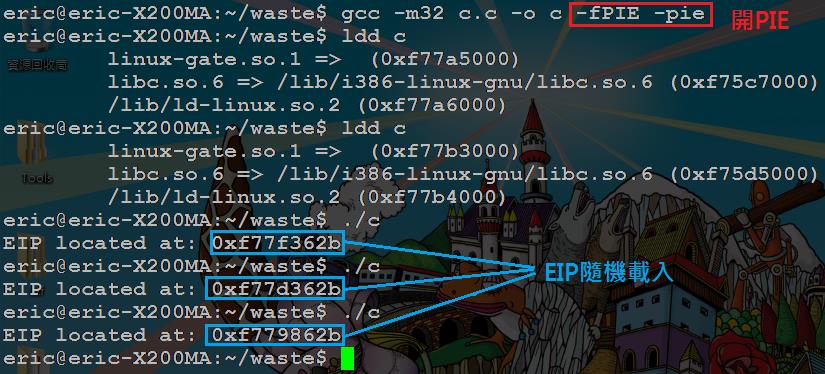 eric@eric-X200MA:~/waste$ gcc -m32 c.c -o c -fPIE -pie 開PIE
eric@eric-X200MA:~/waste$ ldd c
linux-gate.so.1 => (0xf77a5000)
libc.so.6 => /lib/i386-linux-gnu/libc.so.6 (0xf75c7000)
/lib/ld-linux.so.2 (0xf77a6000)
eric@eric-X200MA:~/waste$ ldd c
linux-gate.so.1 => (0xf77b3000)
libc.so.6 => /lib/i386-linux-gnu/libc.so.6 (0xf75d5000)
/lib/ld-linux.so.2 (0xf77b4000)
eric@eric-X200MA:~/waste$ ./c
EIP located at: 0xf77f362b
eric@eric-X200MA:~/waste$ ./c
EIP located at: 0xf77d362b
eric@eric-X200MA:~/waste$ ./c
EIP located at: 0xf779862b
eric@eric-X200MA:~/waste$
EIP隨機載入
資源回收筒
Tools